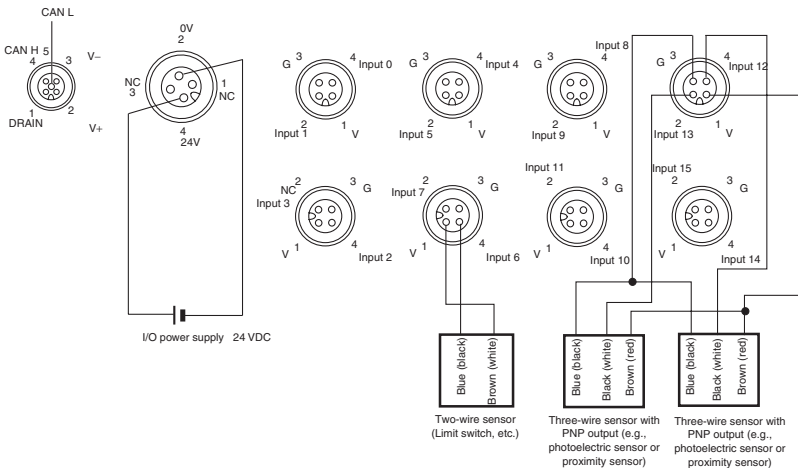 CAN L
CAN H
5
4
3
V–
1
2
DRAIN
V+
0V
2
NC
3
1
NC
4
24V
I/O power supply 24 VDC
G
3
4
Input 0
2
1
Input 1
V
G
3
4
Input 4
2
1
Input 5
V
G
3
4
Input 8
2
1
Input 9
V
G
3
4
Input 12
2
1
Input 13
V
NC
2
3
G
Input 3
V
1
4
Input 2
Input 7
2
3
G
V
1
4
Input 6
Input 11
2
3
G
V
1
4
Input 10
Input 15
2
3
G
V
1
4
Input 14
Blue (black)
Brown (white)
Two-wire sensor
(Limit switch, etc.)
Blue (black)
Black (white)
Brown (red)
Three-wire sensor with
PNP output (e.g.,
photoelectric sensor or
proximity sensor)
Blue (black)
Black (white)
Brown (red)
Three-wire sensor with
PNP output (e.g.,
photoelectric sensor or
proximity sensor)